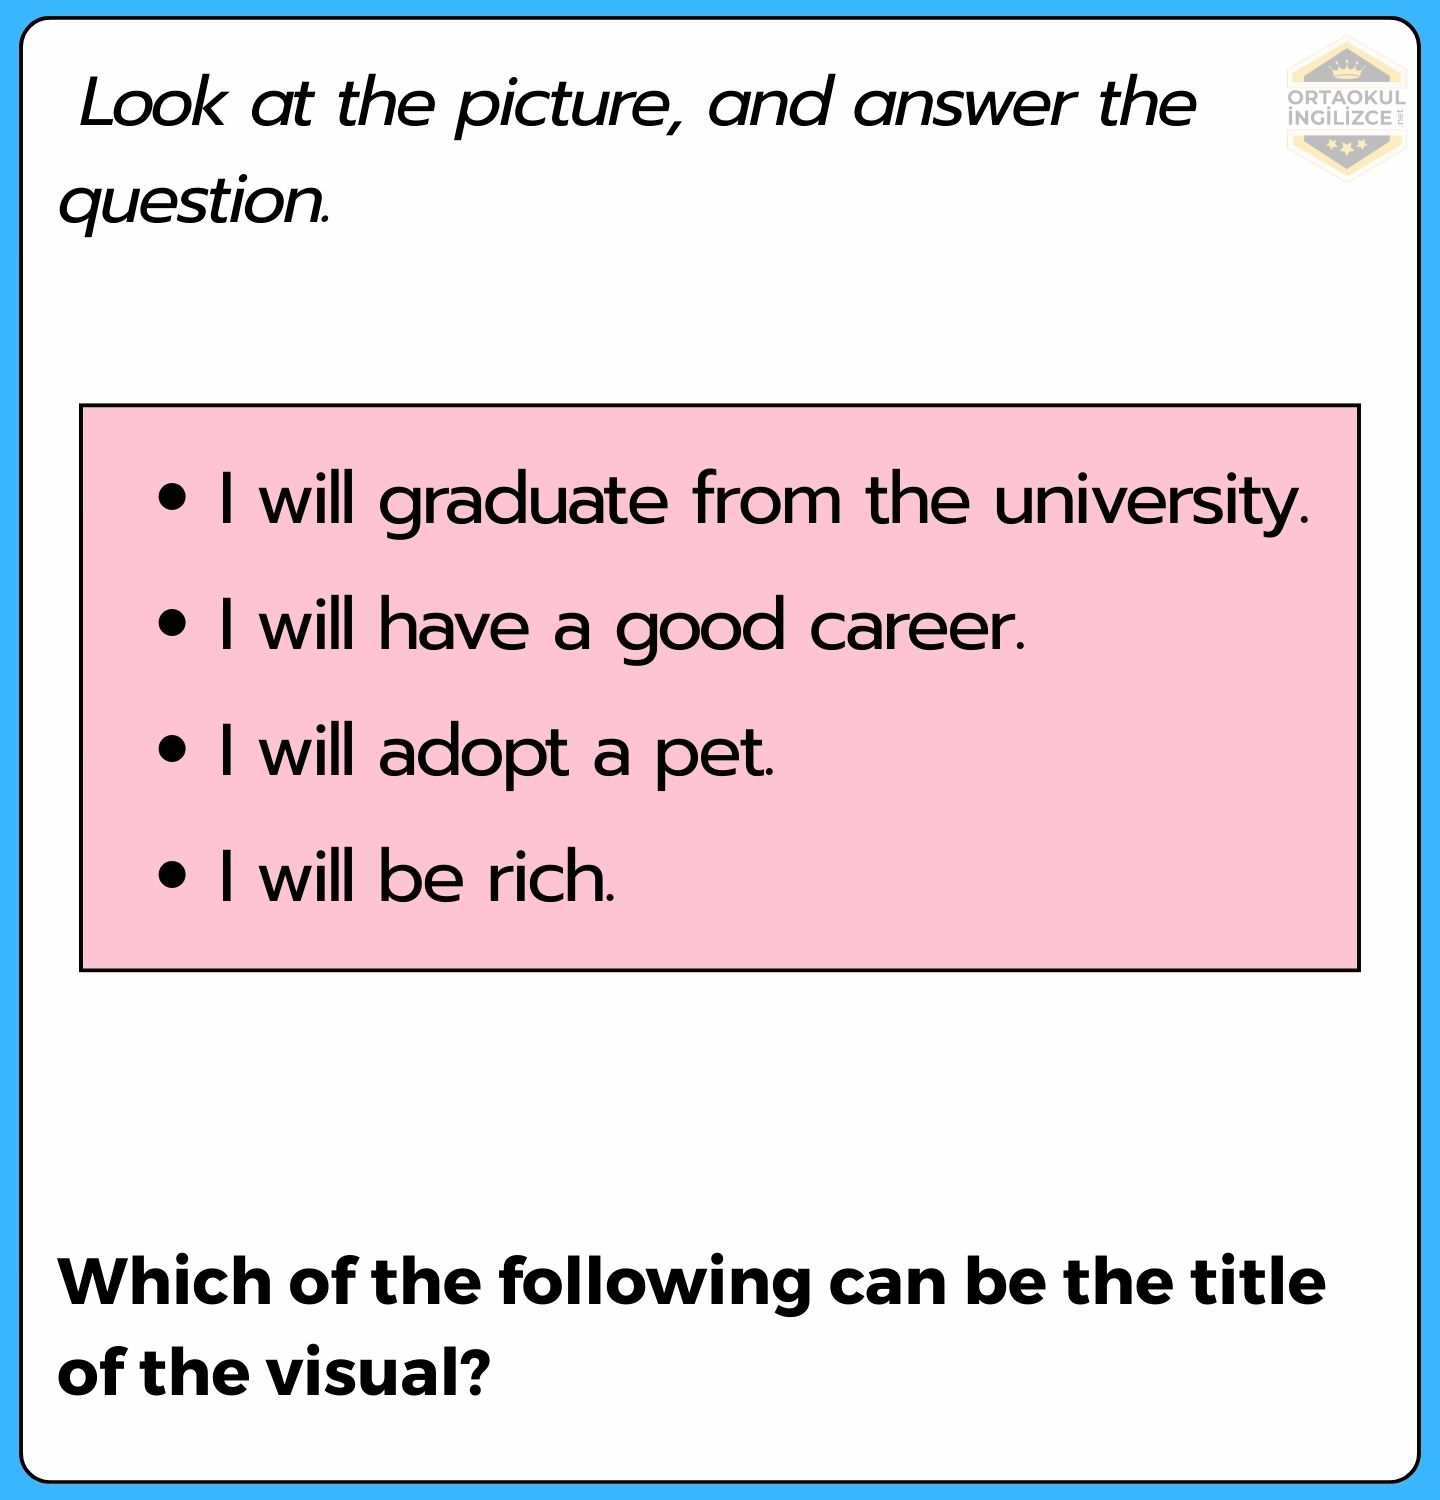 Look at the picture, and answer the
question.
ORTAOKUL
İNGİLİZCE
.net
• I will graduate from the university.
• I will have a good career.
• I will adopt a pet.
• I will be rich.
Which of the following can be the title
of the visual?